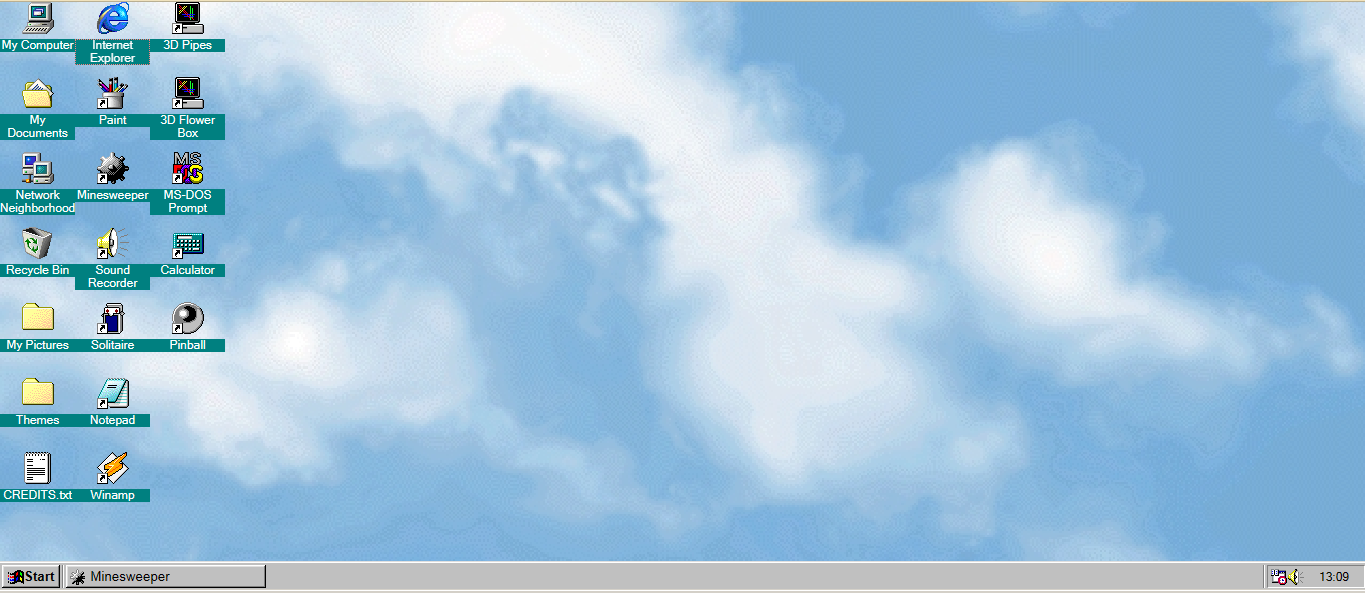 My Computer
Internet
Explorer
3D Pipes
My
Documents
Paint
3D Flower
Box
Network
Neighborhood
Minesweeper
MS
MS-DOS
Prompt
Recycle Bin
Sound
Recorder
Calculator
My Pictures
Solitaire
Pinball
Themes
Notepad
CREDITS.txt
Winamp
Start
Minesweeper
13:09